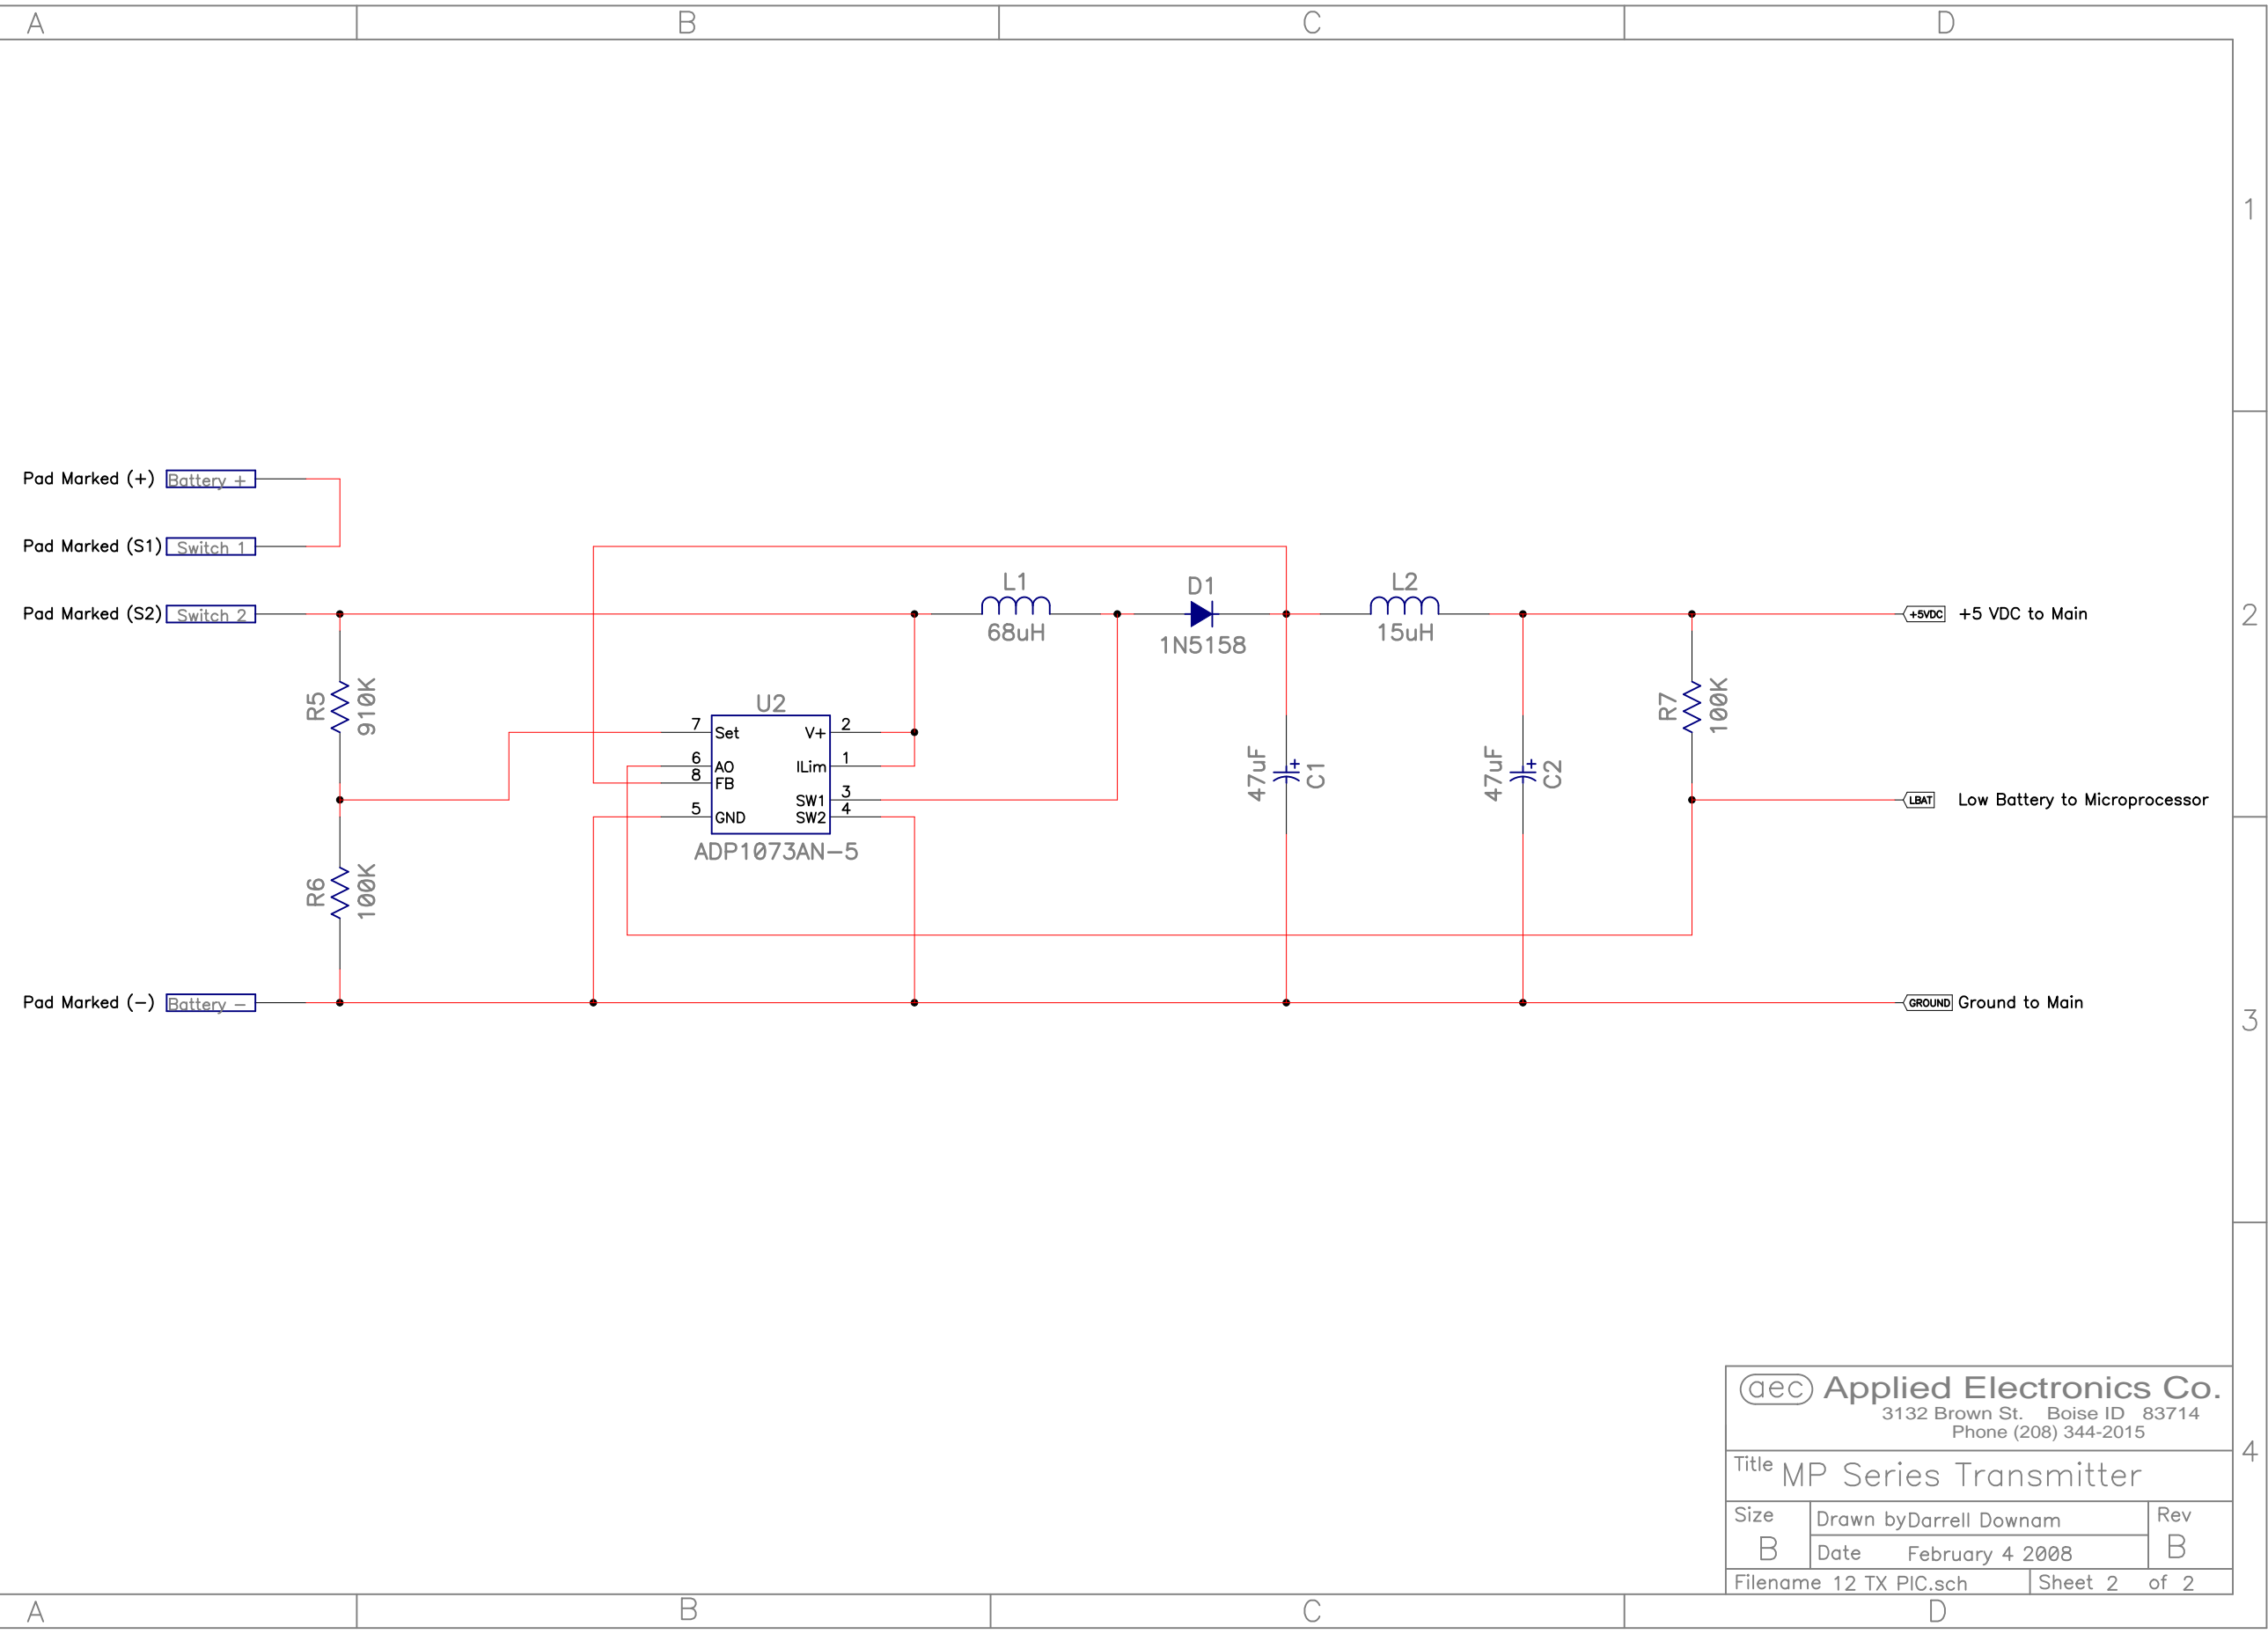 A B C D
1
Pad Marked (+) Battery +
Pad Marked (S1) Switch 1
L1 D1 L2
Pad Marked (S2) Switch 2 +5VDC +5 VDC to Main 2
68uH 1N5158 15uH
R5 910K U2 R7 100K
7 Set V+ 2
6 AO ILim 1
8 FB
47uF C1 47uF C2
SW1 3 LBAT Low Battery to Microprocessor
5 GND SW2 4
ADP1073AN-5
R6 100K
Pad Marked (-) Battery - GROUND Ground to Main
3
aec Applied Electronics Co.
3132 Brown St. Boise ID 83714
Phone (208) 344-2015
4
Title MP Series Transmitter
Size B
Drawn by Darrell Downam
Date February 4 2008
Rev B
Filename 12 TX PIC.sch Sheet 2 of 2
A B C D